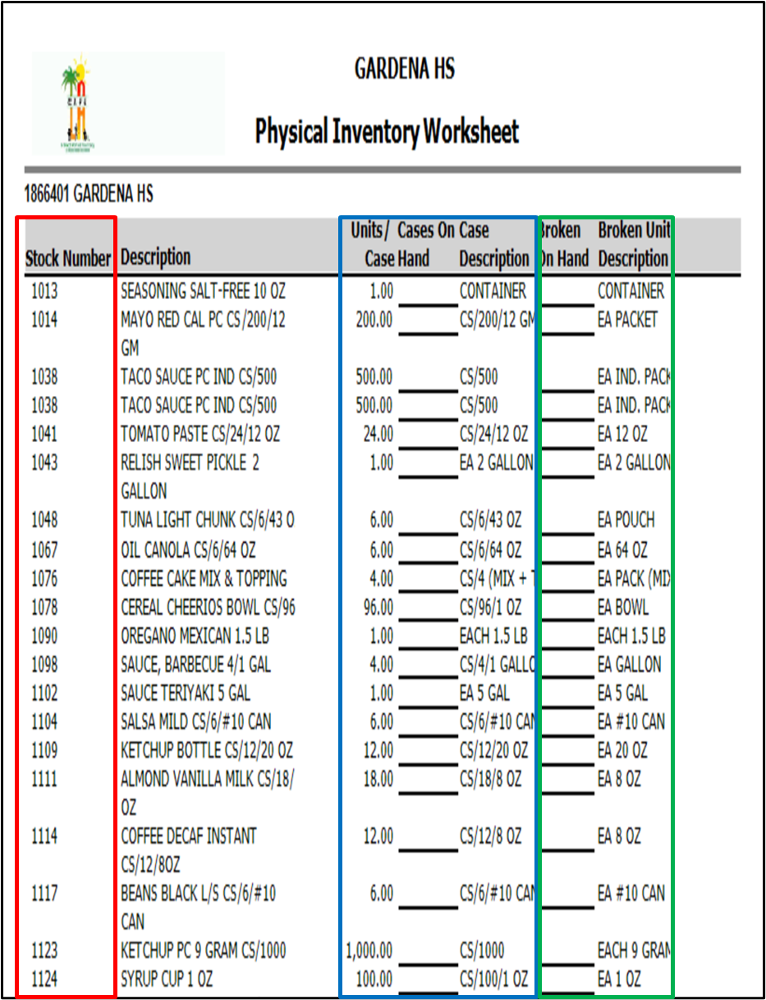 GARDENA HS
Physical Inventory Worksheet
1866401 GARDENA HS
Units/ Cases On Case Broken Broken Unit
Stock Number Description Case Hand Description On Hand Description
1013 SEASONING SALT-FREE 10 OZ 1.00 CONTAINER CONTAINER
1014 MAYO RED CAL PC CS/200/12 200.00 CS/200/12 GM EA PACKET
GM
1038 TACO SAUCE PC IND CS/500 500.00 CS/500 EA IND. PACK
1038 TACO SAUCE PC IND CS/500 500.00 CS/500 EA IND. PACK
1041 TOMATO PASTE CS/24/12 OZ 24.00 CS/24/12 OZ EA 12 OZ
1043 RELISH SWEET PICKLE 2 1.00 EA 2 GALLON EA 2 GALLON
GALLON
1048 TUNA LIGHT CHUNK CS/6/43 O 6.00 CS/6/43 OZ EA POUCH
1067 OIL CANOLA CS/6/64 OZ 6.00 CS/6/64 OZ EA 64 OZ
1076 COFFEE CAKE MIX & TOPPING 4.00 CS/4 (MIX + T EA PACK (MIX
1078 CEREAL CHEERIOS BOWL CS/96 96.00 CS/96/1 OZ EA BOWL
1090 OREGANO MEXICAN 1.5 LB 1.00 EACH 1.5 LB EACH 1.5 LB
1098 SAUCE, BARBECUE 4/1 GAL 4.00 CS/4/1 GALLO EA GALLON
1102 SAUCE TERIYAKI 5 GAL 1.00 EA 5 GAL EA 5 GAL
1104 SALSA MILD CS/6/#10 CAN 6.00 CS/6/#10 CAN EA #10 CAN
1109 KETCHUP BOTTLE CS/12/20 OZ 12.00 CS/12/20 OZ EA 20 OZ
1111 ALMOND VANILLA MILK CS/18/ 18.00 CS/18/8 OZ EA 8 OZ
OZ
1114 COFFEE DECAF INSTANT 12.00 CS/12/8 OZ EA 8 OZ
CS/12/8OZ
1117 BEANS BLACK L/S CS/6/#10 6.00 CS/6/#10 CAN EA #10 CAN
CAN
1123 KETCHUP PC 9 GRAM CS/1000 1,000.00 CS/1000 EACH 9 GRAM
1124 SYRUP CUP 1 OZ 100.00 CS/100/1 OZ EA 1 OZ